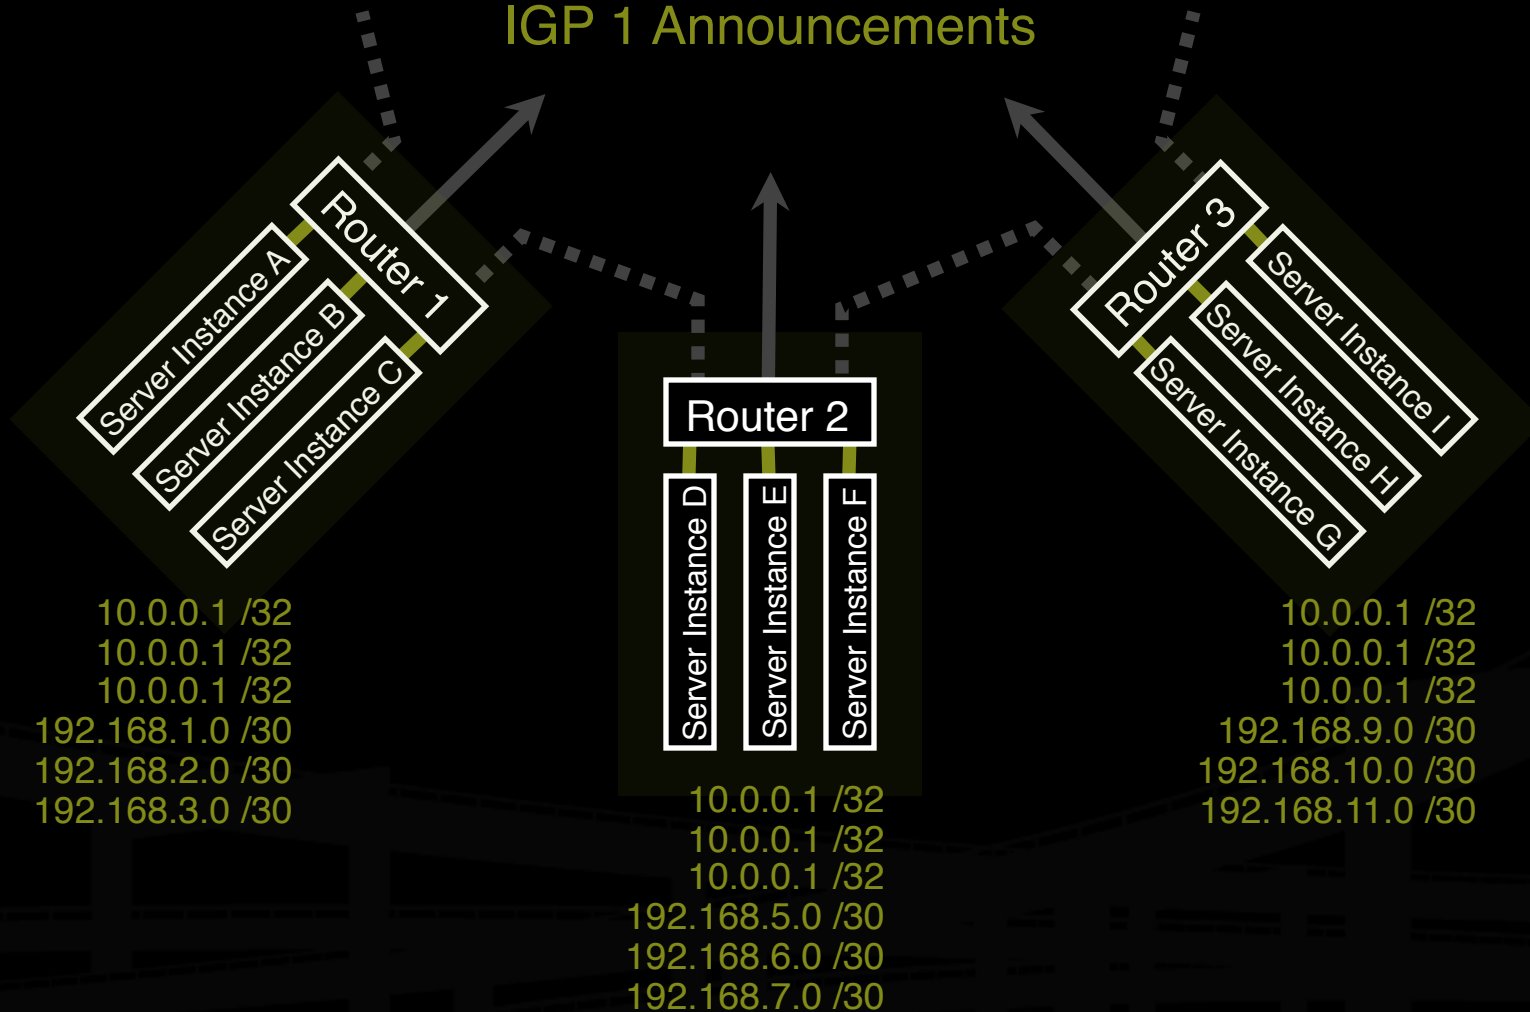 IGP 1 Announcements
Router 1
Server Instance A
Server Instance B
Server Instance C
10.0.0.1 /32
10.0.0.1 /32
10.0.0.1 /32
192.168.1.0 /30
192.168.2.0 /30
192.168.3.0 /30
Router 2
Server Instance D
Server Instance E
Server Instance F
10.0.0.1 /32
10.0.0.1 /32
10.0.0.1 /32
192.168.5.0 /30
192.168.6.0 /30
192.168.7.0 /30
Router 3
Server Instance I
Server Instance H
Server Instance G
10.0.0.1 /32
10.0.0.1 /32
10.0.0.1 /32
192.168.9.0 /30
192.168.10.0 /30
192.168.11.0 /30